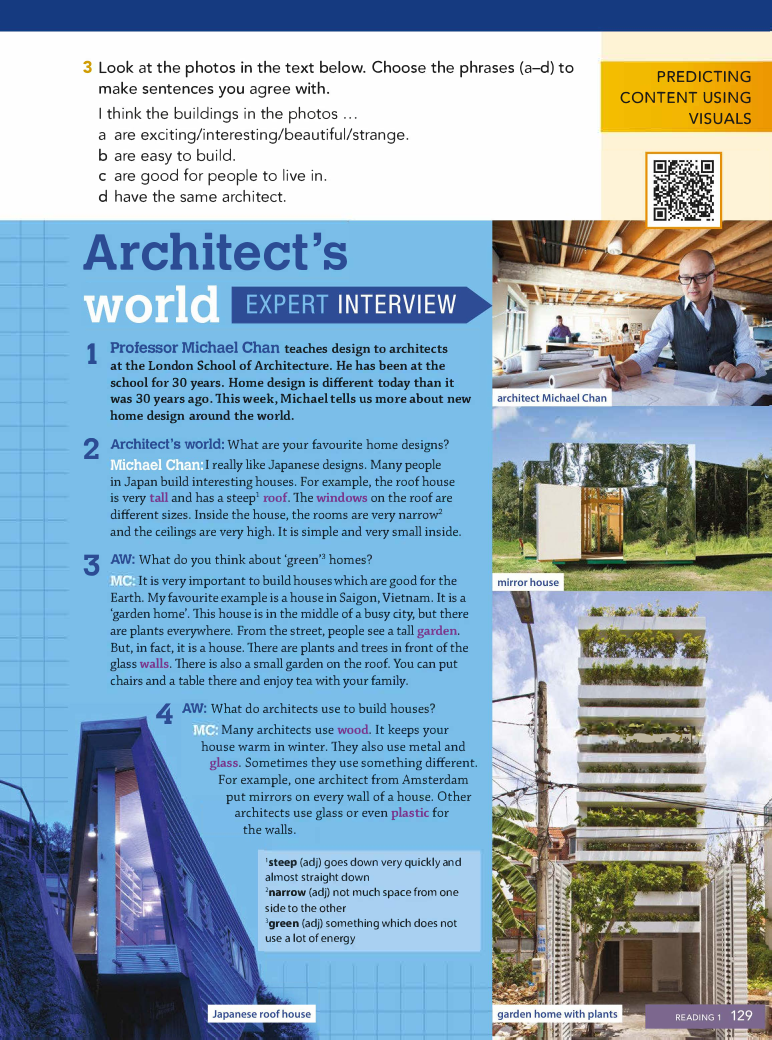 3 Look at the photos in the text below. Choose the phrases (a–d) to
make sentences you agree with.
I think the buildings in the photos …
a are exciting/interesting/beautiful/strange.
b are easy to build.
c are good for people to live in.
d have the same architect.
PREDICTING
CONTENT USING
VISUALS
Architect's
world EXPERT INTERVIEW
1 Professor Michael Chan teaches design to architects
at the London School of Architecture. He has been at the
school for 30 years. Home design is different today than it
was 30 years ago. This week, Michael tells us more about new
home design around the world.
2 Architect's world: What are your favourite home designs?
Michael Chan: I really like Japanese designs. Many people
in Japan build interesting houses. For example, the roof house
is very tall and has a steep¹ roof. The windows on the roof are
different sizes. Inside the house, the rooms are very narrow²
and the ceilings are very high. It is simple and very small inside.
3 AW: What do you think about ‘green’³ homes?
MC: It is very important to build houses which are good for the
Earth. My favourite example is a house in Saigon, Vietnam. It is a
‘garden home’. This house is in the middle of a busy city, but there
are plants everywhere. From the street, people see a tall garden.
But, in fact, it is a house. There are plants and trees in front of the
glass walls. There is also a small garden on the roof. You can put
chairs and a table there and enjoy tea with your family.
4 AW: What do architects use to build houses?
MC: Many architects use wood. It keeps your
house warm in winter. They also use metal and
glass. Sometimes they use something different.
For example, one architect from Amsterdam
put mirrors on every wall of a house. Other
architects use glass or even plastic for
the walls.
¹steep (adj) goes down very quickly and
almost straight down
²narrow (adj) not much space from one
side to the other
³green (adj) something which does not
use a lot of energy
architect Michael Chan
mirror house
Japanese roof house
garden home with plants
READING 1 129